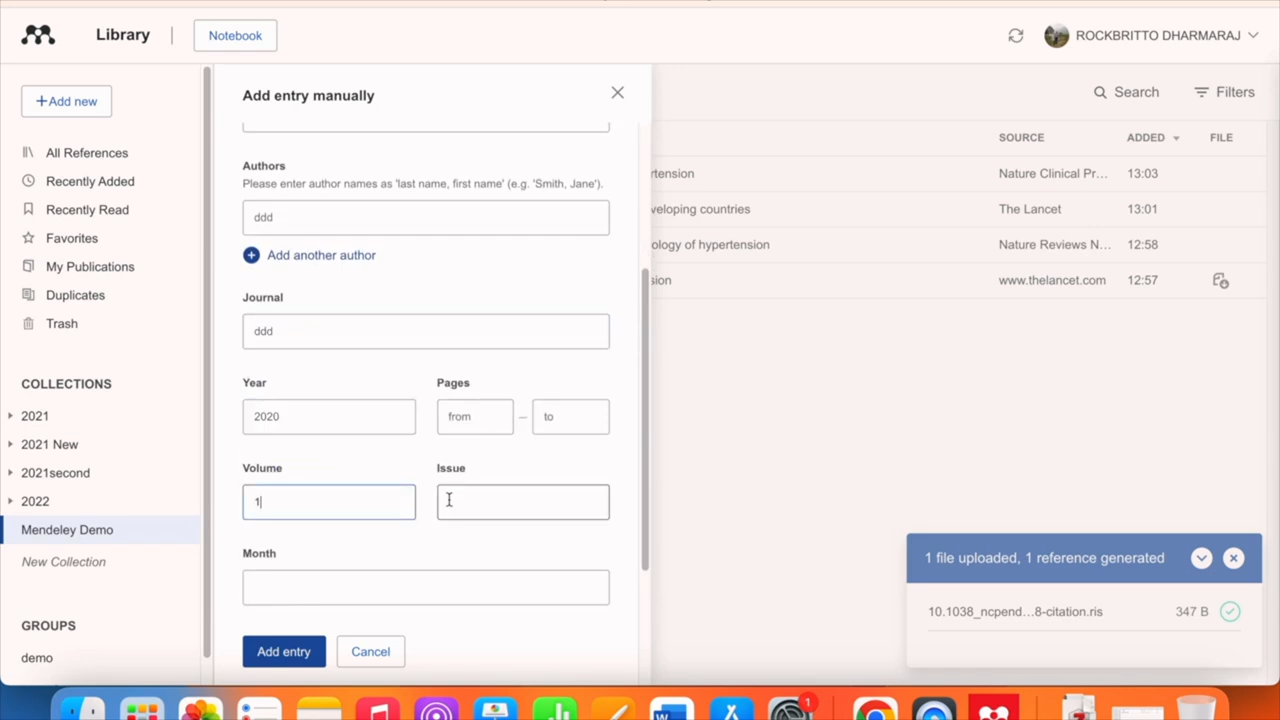 Library
Notebook
ROCKBRITTO DHARMARAJ
+Add new
All References
Recently Added
Recently Read
Favorites
My Publications
Duplicates
Trash
COLLECTIONS
2021
2021 New
2021second
2022
Mendeley Demo
New Collection
GROUPS
demo
Add entry manually
Authors
Please enter author names as 'last name, first name' (e.g. 'Smith, Jane').
ddd
Add another author
Journal
ddd
Year Pages
2020 from – to
Volume Issue
1
Month
Add entry Cancel
Search Filters
SOURCE ADDED FILE
rtension Nature Clinical Pr... 13:03
veloping countries The Lancet 13:01
ology of hypertension Nature Reviews N... 12:58
sion www.thelancet.com 12:57
1 file uploaded, 1 reference generated
10.1038_ncpend...8-citation.ris 347 B
1
W